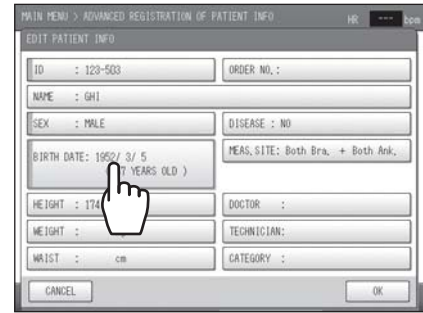 MAIN MENU > ADVANCED REGISTRATION OF PATIENT INFO HR --- bpm
EDIT PATIENT INFO
ID : 123-503
ORDER NO. :
NAME : GHI
SEX : MALE
DISEASE : NO
BIRTH DATE: 1952/ 3/ 5
7 YEARS OLD )
MEAS. SITE: Both Bra. + Both Ank.
HEIGHT : 174
DOCTOR :
WEIGHT :
TECHNICIAN:
WAIST : cm
CATEGORY :
CANCEL
OK